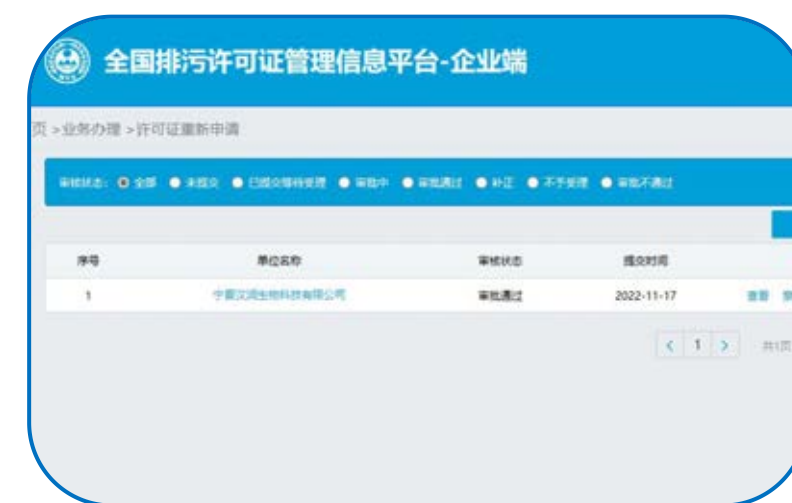 全国排污许可证管理信息平台-企业端
页 >业务办理 >许可证重新申请
审核状态: 全部 未提交 已提交等待受理 审批中 审批通过 补正 不予受理 审批不通过
序号 单位名称 审核状态 提交时间
1 宁夏汉润生物科技有限公司 审批通过 2022-11-17 查看
< 1 > 共1页